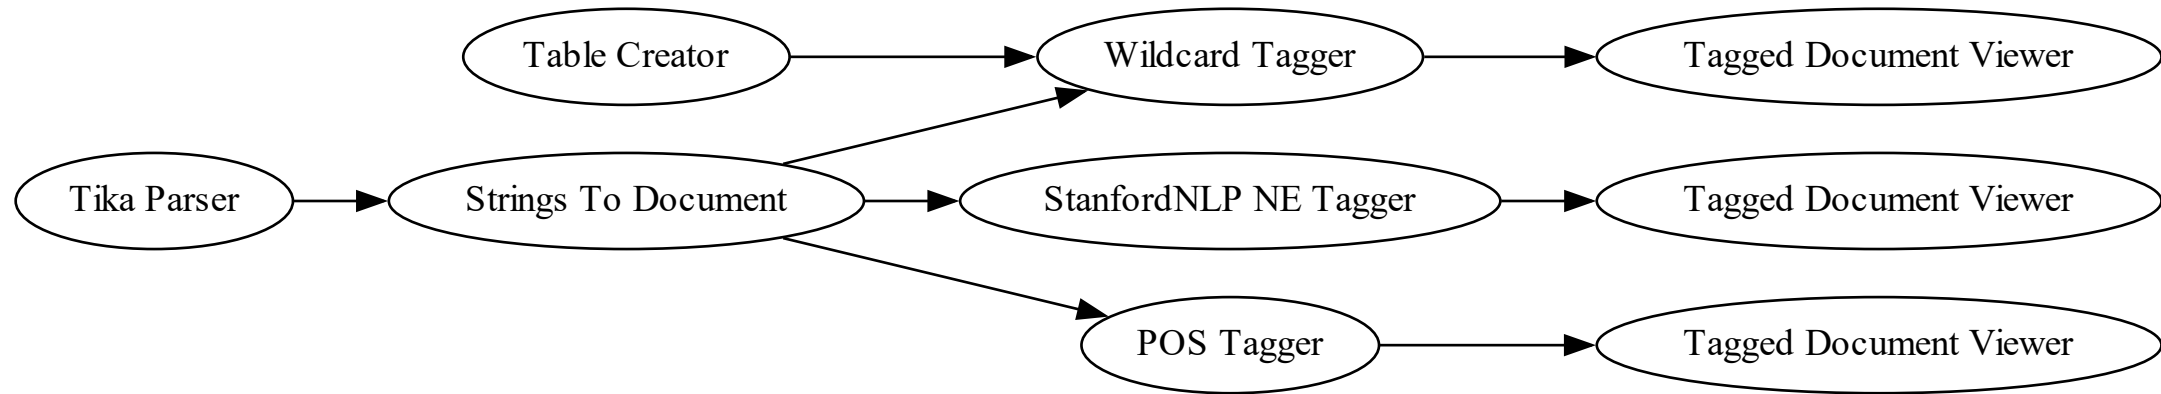 Table Creator
Wildcard Tagger
Tagged Document Viewer
Tika Parser
Strings To Document
StanfordNLP NE Tagger
Tagged Document Viewer
POS Tagger
Tagged Document Viewer